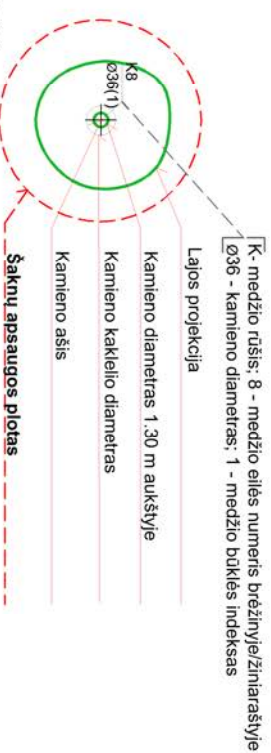 K- medžio rūšis; 8 - medžio eilės numeris brėžinyje/žiniaraštyje
Ø36 - kamieno diametras; 1 - medžio būklės indeksas
K8
Ø36(1)
Lajos projekcija
Kamieno diametras 1.30 m aukštyje
Kamieno kaklelio diametras
Kamieno ašis
Šaknų apsaugos plotas